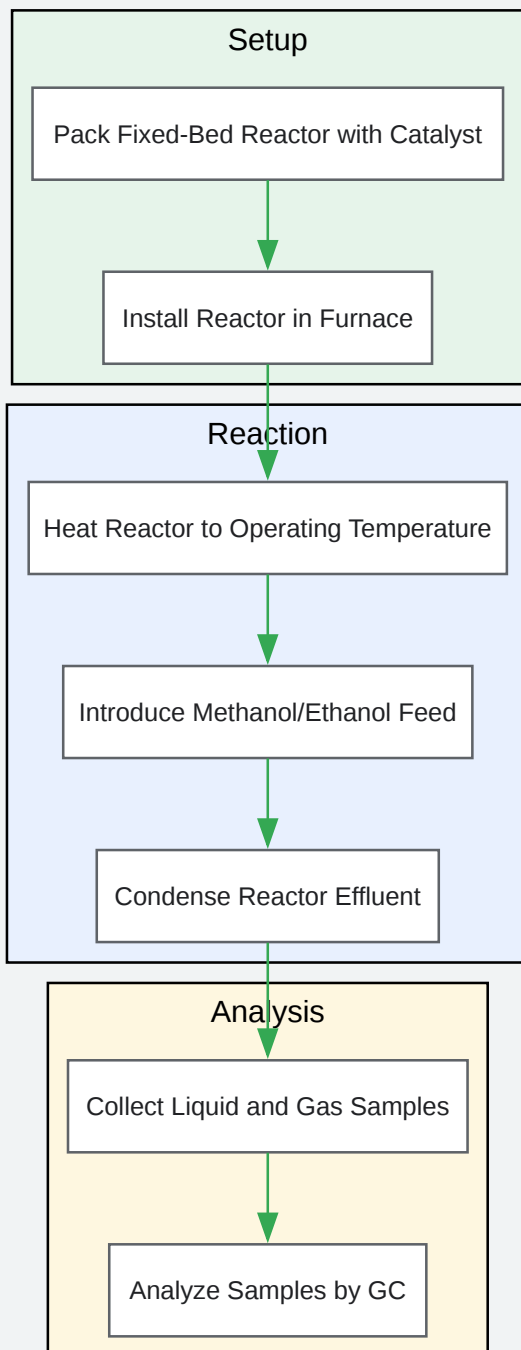 Setup
Pack Fixed-Bed Reactor with Catalyst
Install Reactor in Furnace
Reaction
Heat Reactor to Operating Temperature
Introduce Methanol/Ethanol Feed
Condense Reactor Effluent
Analysis
Collect Liquid and Gas Samples
Analyze Samples by GC